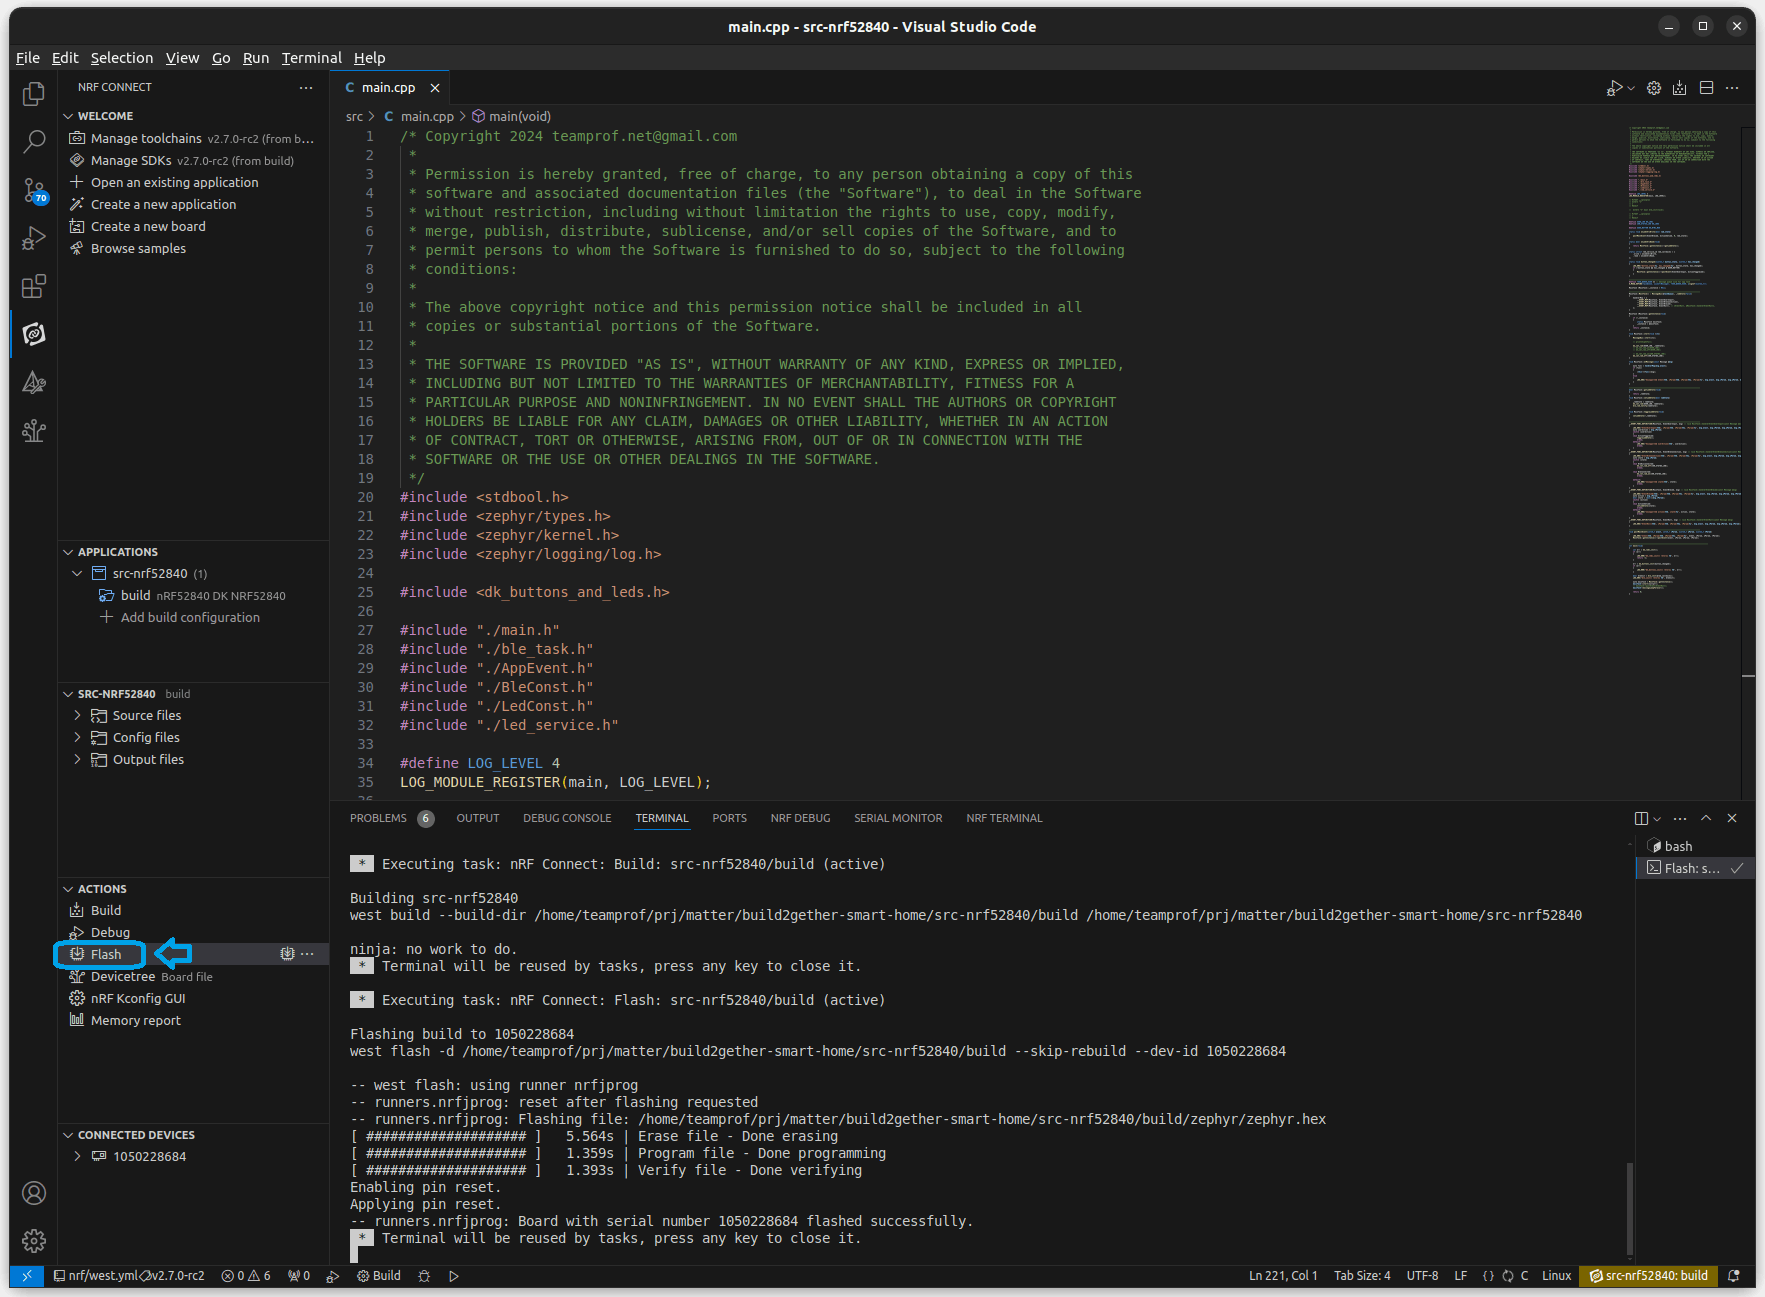 main.cpp - src-nrf52840 - Visual Studio Code
File Edit Selection View Go Run Terminal Help
NRF CONNECT
WELCOME
Manage toolchains v2.7.0-rc2 (from b...
Manage SDKs v2.7.0-rc2 (from build)
Open an existing application
Create a new application
Create a new board
Browse samples
70
APPLICATIONS
src-nrf52840 (1)
build nRF52840 DK NRF52840
Add build configuration
SRC-NRF52840 build
Source files
Config files
Output files
ACTIONS
Build
Debug
Flash
Devicetree Board file
nRF Kconfig GUI
Memory report
CONNECTED DEVICES
1050228684
C main.cpp
src > C main.cpp > main(void)
1 /* Copyright 2024 teamprof.net@gmail.com
2 *
3 * Permission is hereby granted, free of charge, to any person obtaining a copy of this
4 * software and associated documentation files (the "Software"), to deal in the Software
5 * without restriction, including without limitation the rights to use, copy, modify,
6 * merge, publish, distribute, sublicense, and/or sell copies of the Software, and to
7 * permit persons to whom the Software is furnished to do so, subject to the following
8 * conditions:
9 *
10 * The above copyright notice and this permission notice shall be included in all
11 * copies or substantial portions of the Software.
12 *
13 * THE SOFTWARE IS PROVIDED "AS IS", WITHOUT WARRANTY OF ANY KIND, EXPRESS OR IMPLIED,
14 * INCLUDING BUT NOT LIMITED TO THE WARRANTIES OF MERCHANTABILITY, FITNESS FOR A
15 * PARTICULAR PURPOSE AND NONINFRINGEMENT. IN NO EVENT SHALL THE AUTHORS OR COPYRIGHT
16 * HOLDERS BE LIABLE FOR ANY CLAIM, DAMAGES OR OTHER LIABILITY, WHETHER IN AN ACTION
17 * OF CONTRACT, TORT OR OTHERWISE, ARISING FROM, OUT OF OR IN CONNECTION WITH THE
18 * SOFTWARE OR THE USE OR OTHER DEALINGS IN THE SOFTWARE.
19 */
20 #include <stdbool.h>
21 #include <zephyr/types.h>
22 #include <zephyr/kernel.h>
23 #include <zephyr/logging/log.h>
24
25 #include <dk_buttons_and_leds.h>
26
27 #include "./main.h"
28 #include "./ble_task.h"
29 #include "./AppEvent.h"
30 #include "./BleConst.h"
31 #include "./LedConst.h"
32 #include "./led_service.h"
33
34 #define LOG_LEVEL 4
35 LOG_MODULE_REGISTER(main, LOG_LEVEL);
36
PROBLEMS 6 OUTPUT DEBUG CONSOLE TERMINAL PORTS NRF DEBUG SERIAL MONITOR NRF TERMINAL
* Executing task: nRF Connect: Build: src-nrf52840/build (active)
Building src-nrf52840
west build --build-dir /home/teamprof/prj/matter/build2gether-smart-home/src-nrf52840/build /home/teamprof/prj/matter/build2gether-smart-home/src-nrf52840
ninja: no work to do.
* Terminal will be reused by tasks, press any key to close it.
* Executing task: nRF Connect: Flash: src-nrf52840/build (active)
Flashing build to 1050228684
west flash -d /home/teamprof/prj/matter/build2gether-smart-home/src-nrf52840/build --skip-rebuild --dev-id 1050228684
-- west flash: using runner nrfjprog
-- runners.nrfjprog: reset after flashing requested
-- runners.nrfjprog: Flashing file: /home/teamprof/prj/matter/build2gether-smart-home/src-nrf52840/build/zephyr/zephyr.hex
[ #################### ] 5.564s | Erase file - Done erasing
[ #################### ] 1.359s | Program file - Done programming
[ #################### ] 1.393s | Verify file - Done verifying
Enabling pin reset.
Applying pin reset.
-- runners.nrfjprog: Board with serial number 1050228684 flashed successfully.
* Terminal will be reused by tasks, press any key to close it.
bash
Flash: s...
nrf/west.yml v2.7.0-rc2 0 6 0 Build Ln 221, Col 1 Tab Size: 4 UTF-8 LF {} C Linux src-nrf52840: build